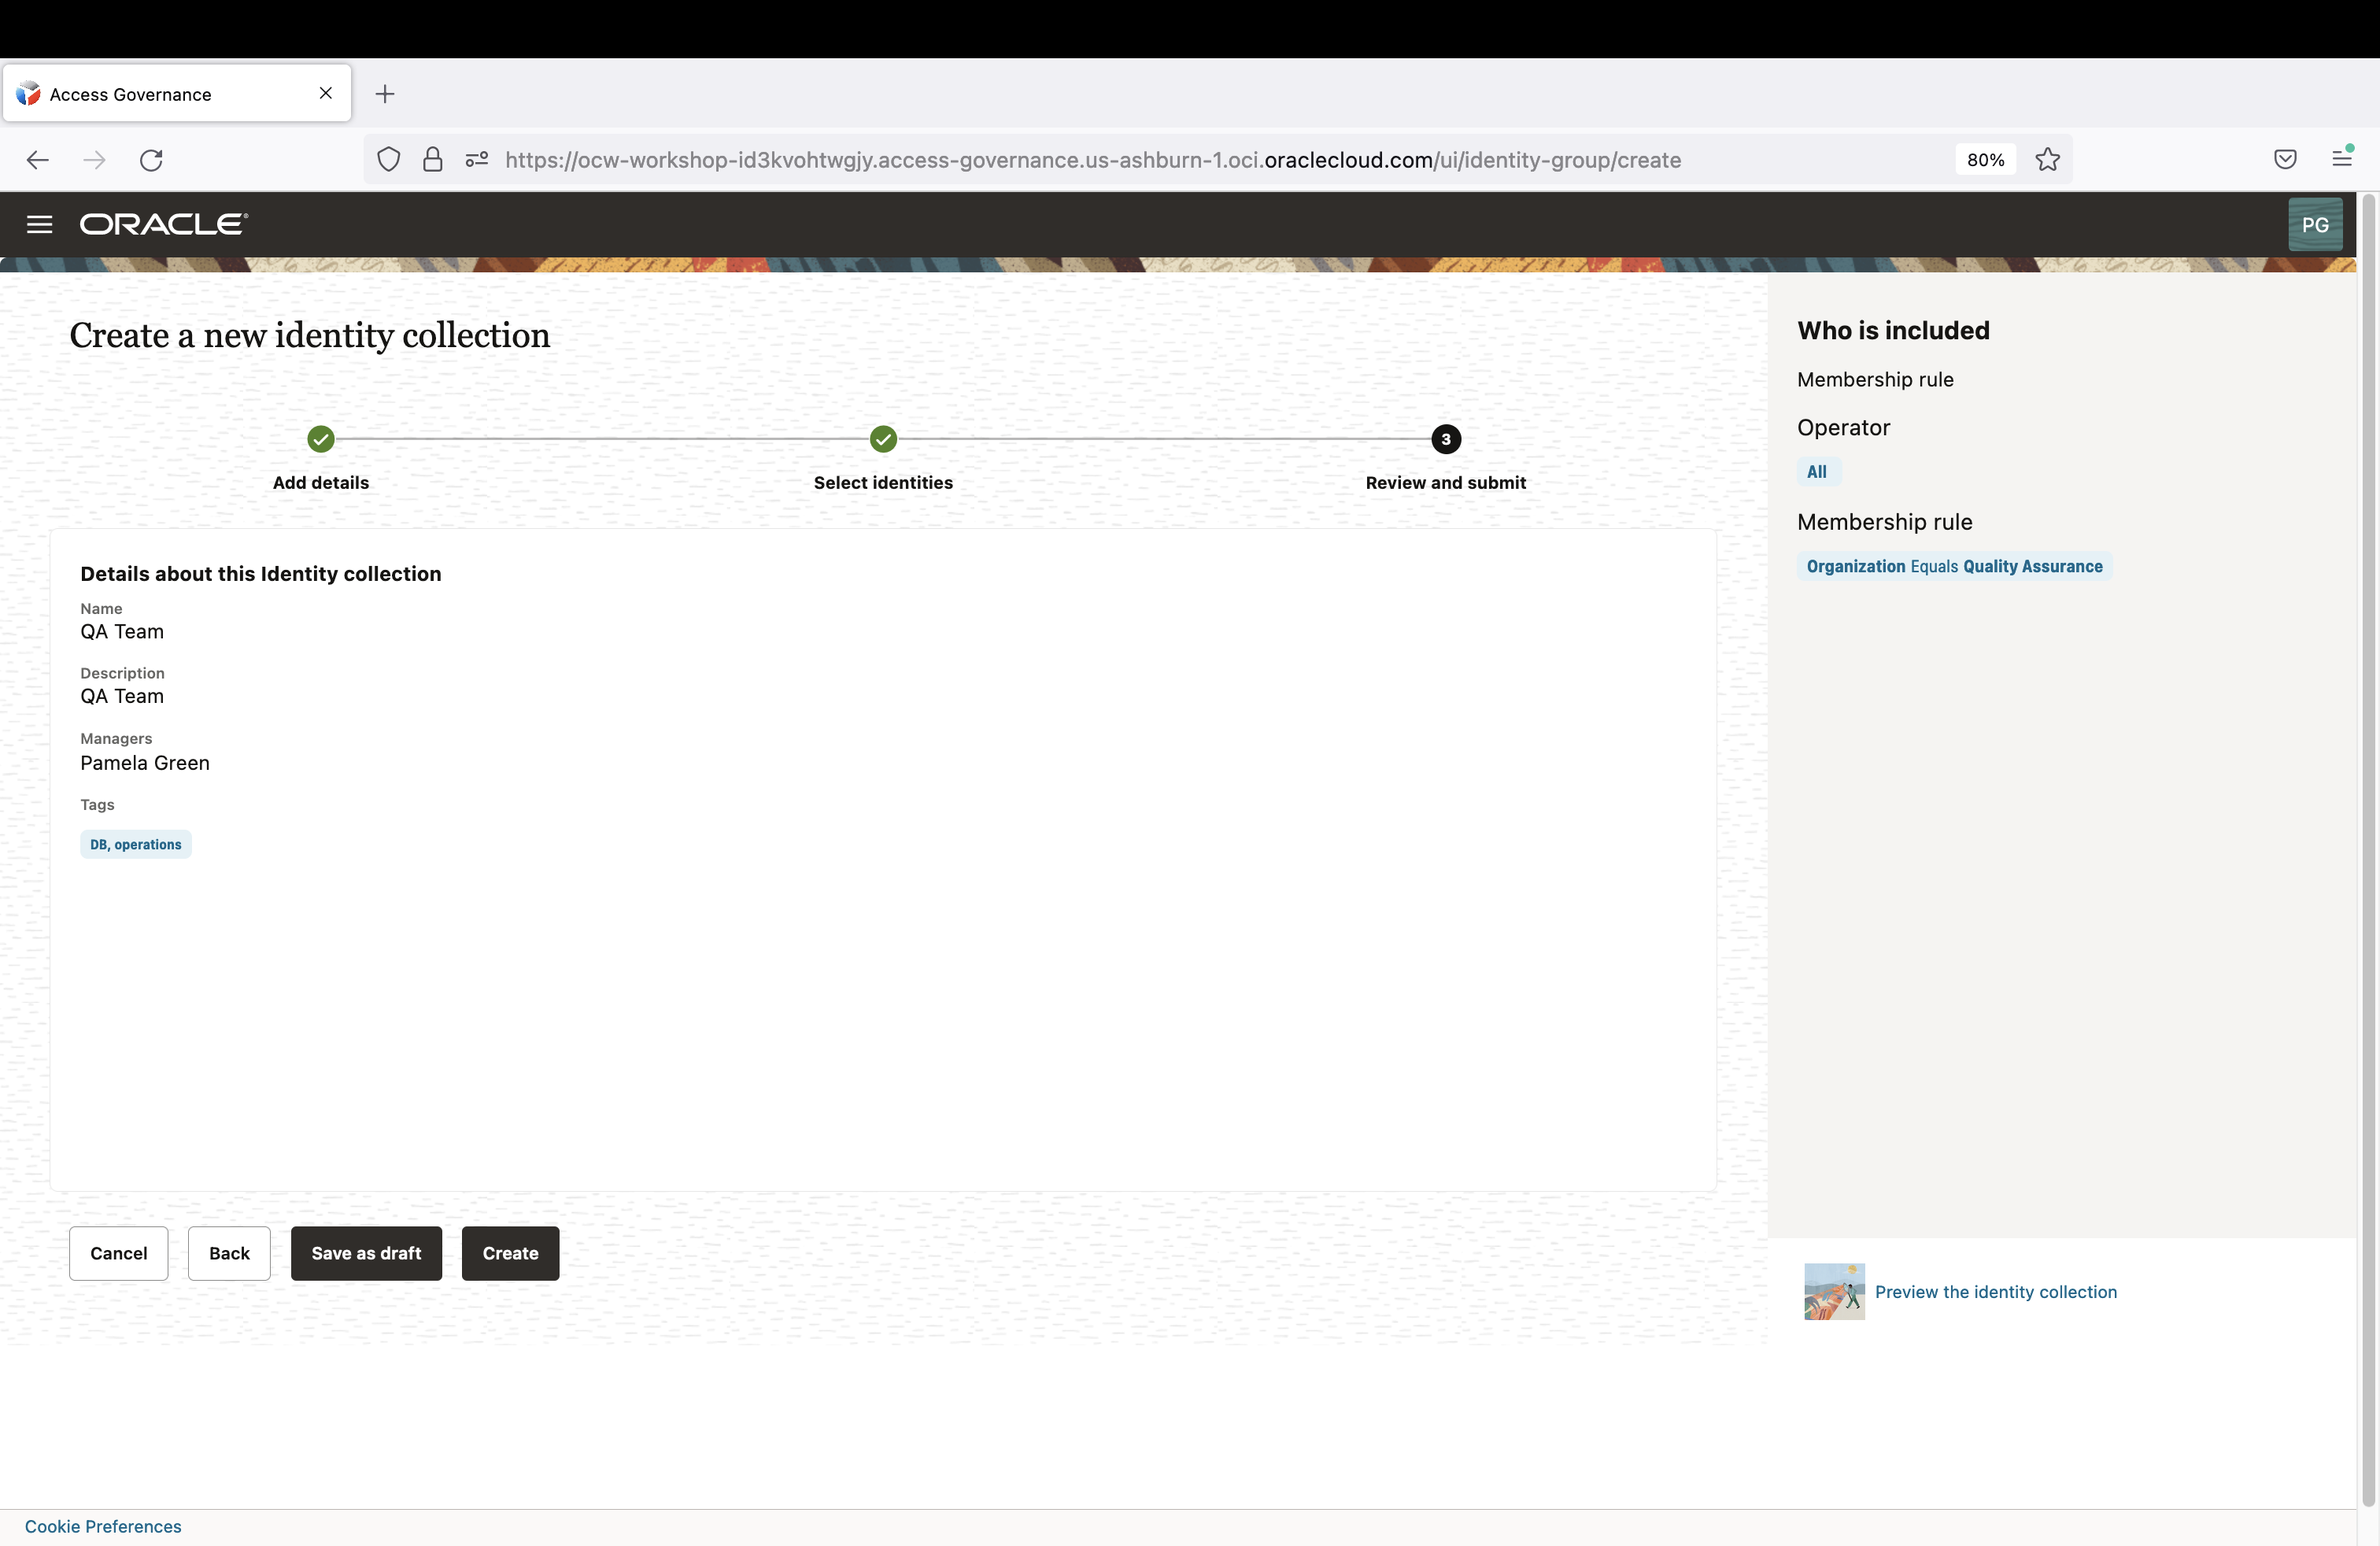 Access Governance
https://ocw-workshop-id3kvohtwgjy.access-governance.us-ashburn-1.oci.oraclecloud.com/ui/identity-group/create
80%
ORACLE
PG
Create a new identity collection
3
Add details
Select identities
Review and submit
Details about this Identity collection
Name
QA Team
Description
QA Team
Managers
Pamela Green
Tags
DB, operations
Cancel
Back
Save as draft
Create
Who is included
Membership rule
Operator
All
Membership rule
Organization Equals Quality Assurance
Preview the identity collection
Cookie Preferences